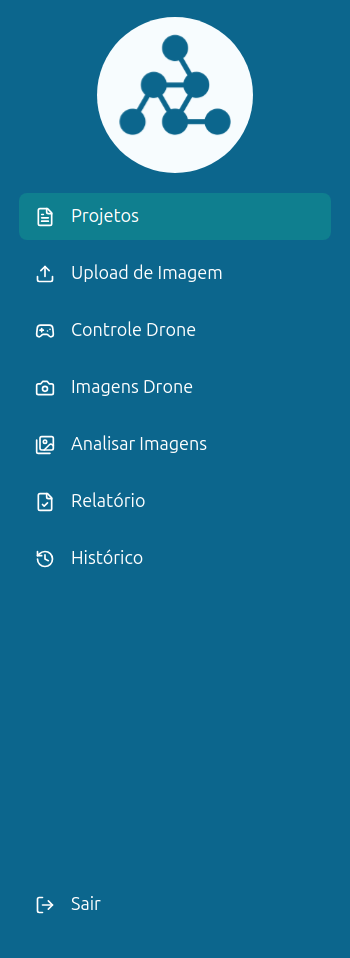 Projetos
Upload de Imagem
Controle Drone
Imagens Drone
Analisar Imagens
Relatório
Histórico
Sair